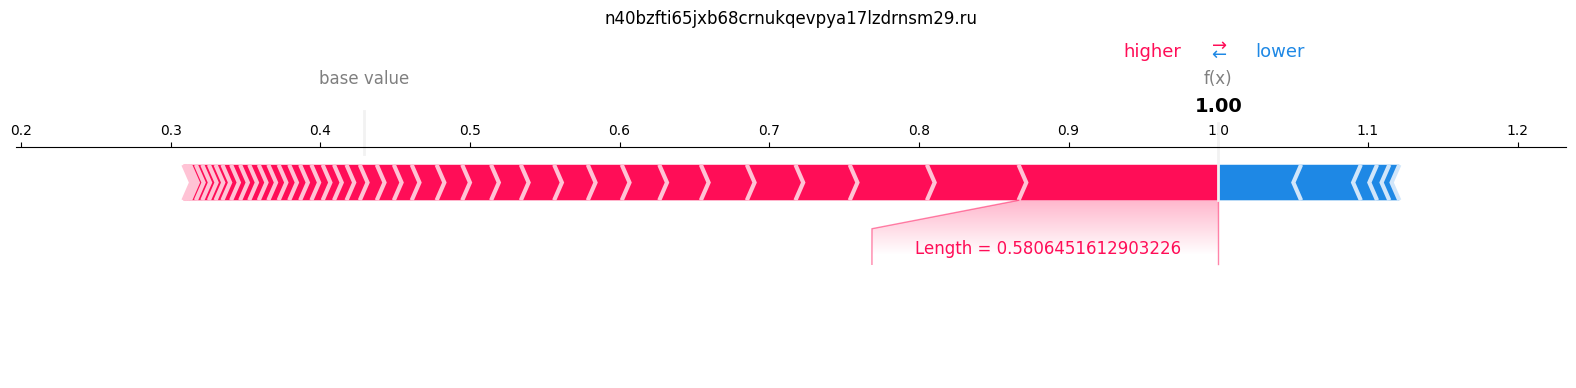 n40bzfti65jxb68crnukqevpya17lzdrnsm29.ru
higher ⇄ lower
base value f(x)
1.00
0.2 0.3 0.4 0.5 0.6 0.7 0.8 0.9 1.0 1.1 1.2
Length = 0.5806451612903226